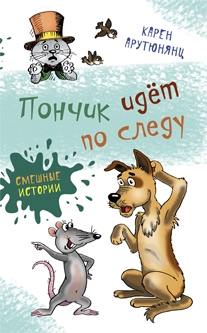 КАРЕН
АРУТЮНЯНЦ
Пончик идёт
по следу
СМЕШНЫЕ
ИСТОРИИ